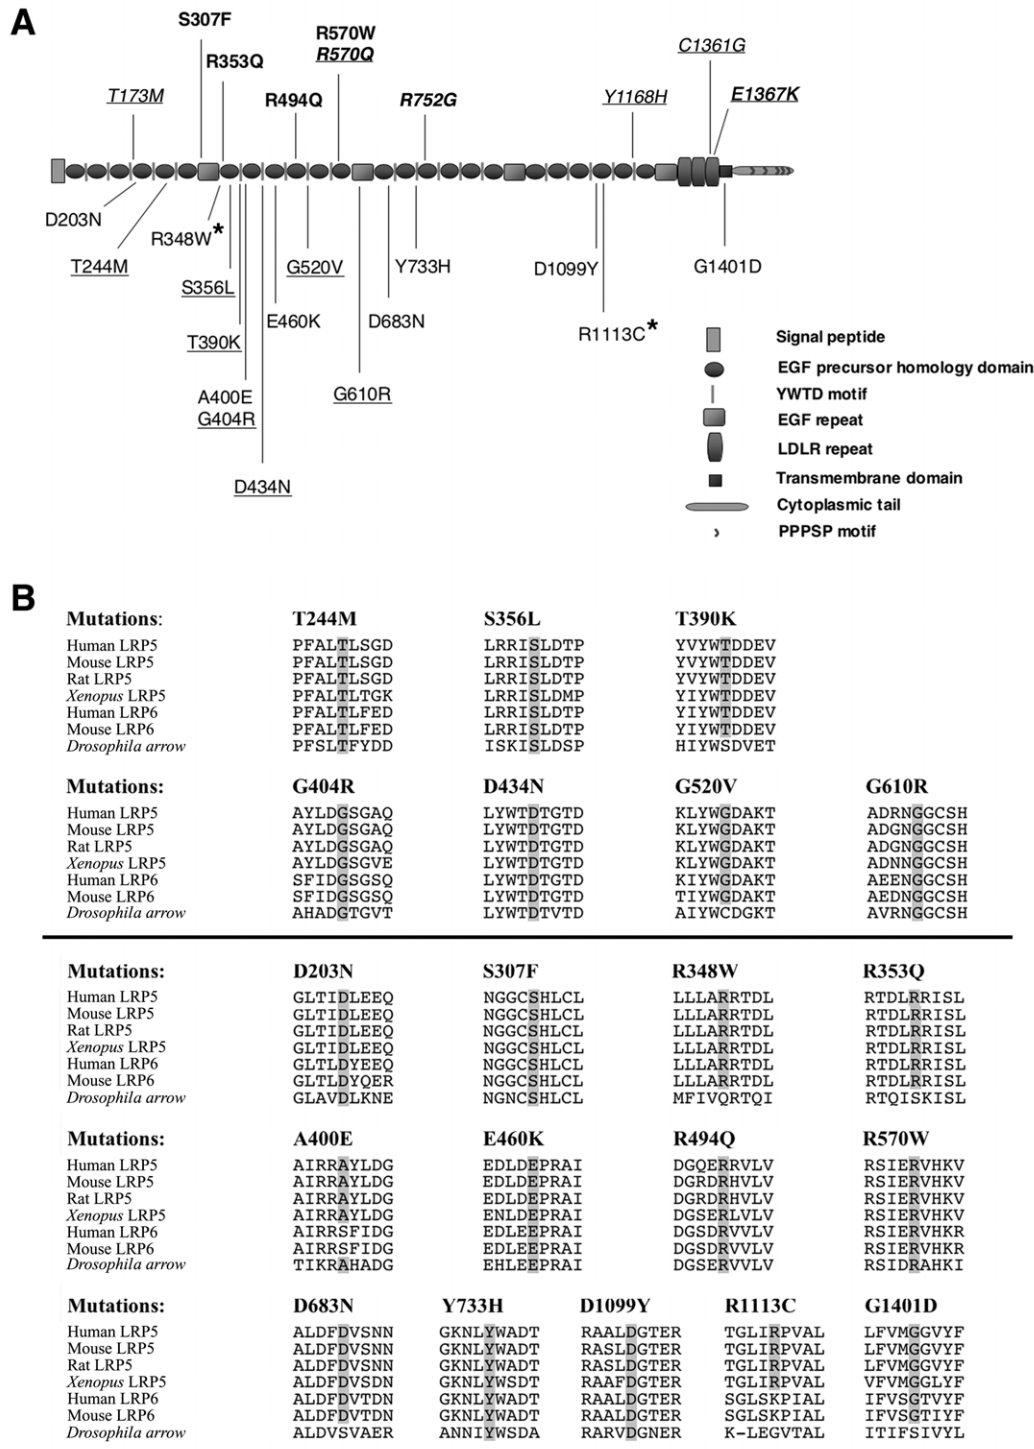 A
S307F
R570W
R570Q
R353Q
C1361G
T173M
R494Q
R752G
Y1168H
E1367K
D203N
R348W*
T244M
S356L
G520V
Y733H
D1099Y
G1401D
T390K
E460K
D683N
R1113C*
A400E
G404R
G610R
D434N
Signal peptide
EGF precursor homology domain
YWTD motif
EGF repeat
LDLR repeat
Transmembrane domain
Cytoplasmic tail
PPPSP motif
B
Mutations: T244M S356L T390K
Human LRP5 PFALTLSGD LRRISLDTP YVYWTDDEV
Mouse LRP5 PFALTLSGD LRRISLDTP YVYWTDDEV
Rat LRP5 PFALTLSGD LRRISLDTP YVYWTDDEV
Xenopus LRP5 PFALTLTGK LRRISLDMP YIYWTDDEV
Human LRP6 PFALTLFED LRRISLDTP YIYWTDDEV
Mouse LRP6 PFALTLFED LRRISLDTP YIYWTDDEV
Drosophila arrow PFSLTFYDD ISKISLDSP HIYWSDVET
Mutations: G404R D434N G520V G610R
Human LRP5 AYLDGSGAQ LYWTDTGTD KLYWGDAKT ADRNGGCSH
Mouse LRP5 AYLDGSGAQ LYWTDTGTD KLYWGDAKT ADGNGGCSH
Rat LRP5 AYLDGSGAQ LYWTDTGTD KLYWGDAKT ADGNGGCSH
Xenopus LRP5 AYLDGSGVE LYWTDTGTD KLYWGDAKT ADNNGGCSH
Human LRP6 SFIDGSGSQ LYWTDTGTD KIYWGDAKT AEENGGCSH
Mouse LRP6 SFIDGSGSQ LYWTDTGTD TIYWGDAKT AEDNGGCSH
Drosophila arrow AHADGTGVT LYWTDTVTD AIYWCDGKT AVRNGGCSH
Mutations: D203N S307F R348W R353Q
Human LRP5 GLTIDLEEQ NGGCSHLCL LLLARRTDL RTDLRRISL
Mouse LRP5 GLTIDLEEQ NGGCSHLCL LLLARRTDL RTDLRRISL
Rat LRP5 GLTIDLEEQ NGGCSHLCL LLLARRTDL RTDLRRISL
Xenopus LRP5 GLTIDLEEQ NGGCSHLCL LLLARRTDL RTDLRRISL
Human LRP6 GLTLDYEEQ NGGCSHLCL LLLARRTDL RTDLRRISL
Mouse LRP6 GLTLDYQER NGGCSHLCL LLLARRTDL RTDLRRISL
Drosophila arrow GLAVDLKNE NGNCSHLCL MFIVQRTQI RTQISKISL
Mutations: A400E E460K R494Q R570W
Human LRP5 AIRRAYLDG EDLDEPRAI DGQERRVLV RSIERVHKV
Mouse LRP5 AIRRAYLDG EDLDEPRAI DGRDRHVLV RSIERVHKV
Rat LRP5 AIRRAYLDG EDLDEPRAI DGRDRHVLV RSIERVHKV
Xenopus LRP5 AIRRAYLDG ENLDEPRAI DGSERLVLV RSIERVHKV
Human LRP6 AIRRSFIDG EDLEEPRAI DGSDRVVLV RSIERVHKR
Mouse LRP6 AIRRSFIDG EDLEEPRAI DGSDRVVLV RSIERVHKR
Drosophila arrow TIKRAHADG EHLEEPRAI DGSERVVLV RSIDRAHKI
Mutations: D683N Y733H D1099Y R1113C G1401D
Human LRP5 ALDFDVSNN GKNLYWADT RAALDGTER TGLIRPVAL LFVMGGVYF
Mouse LRP5 ALDFDVSNN GKNLYWADT RASLDGTER TGLIRPVAL LFVMGGVYF
Rat LRP5 ALDFDVSNN GKNLYWADT RASLDGTER TGLIRPVAL LFVMGGVYF
Xenopus LRP5 ALDFDVSDN GKNLYWSDT RAAFDGTER TGLIRPVAL VFVMGGLYF
Human LRP6 ALDFDVTDN GKNLYWADT RAALDGTER SGLSKPIAL IFVSGTVYF
Mouse LRP6 ALDFDVTDN GKNLYWADT RAALDGTER SGLSKPIAL IFVSGTIYF
Drosophila arrow ALDVSVAER ANNIYWSDA RARVDGNER K-LEGVTAL ITIFSIVYL